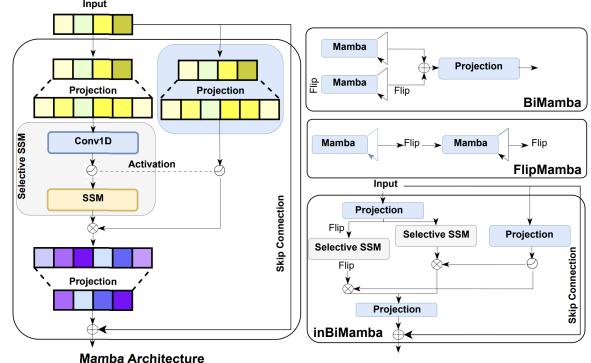 Input
Projection
Projection
Conv1D
Selective SSM
Activation
SSM
Projection
Skip Connection
Mamba Architecture
Mamba
Mamba
Flip
Flip
Projection
BiMamba
Mamba
Flip
Mamba
Flip
FlipMamba
Input
Projection
Flip
Selective SSM
Selective SSM
Projection
Flip
Projection
Skip Connection
inBiMamba